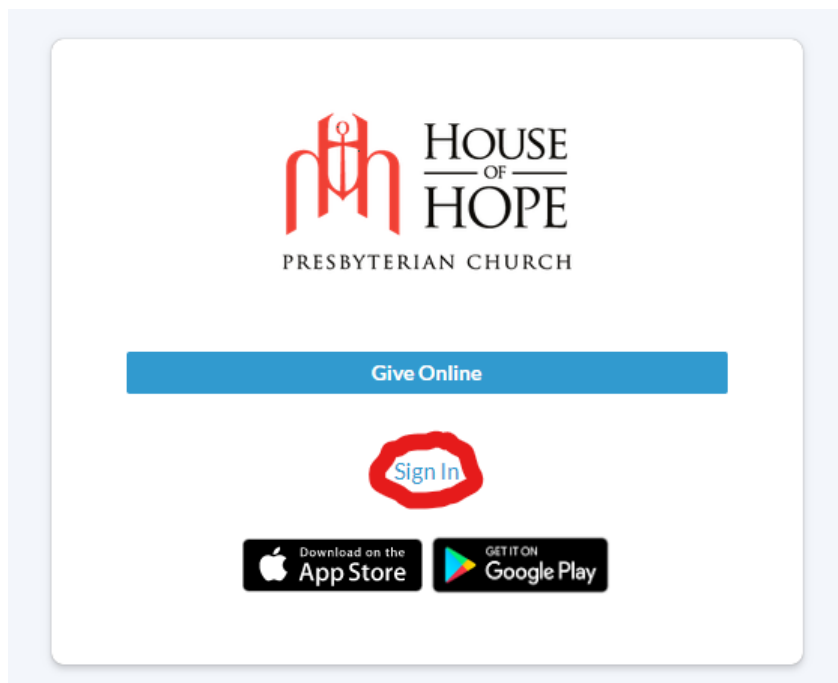 HOUSE
OF
HOPE
PRESBYTERIAN CHURCH
Give Online
Sign In
Download on the
App Store
GET IT ON
Google Play